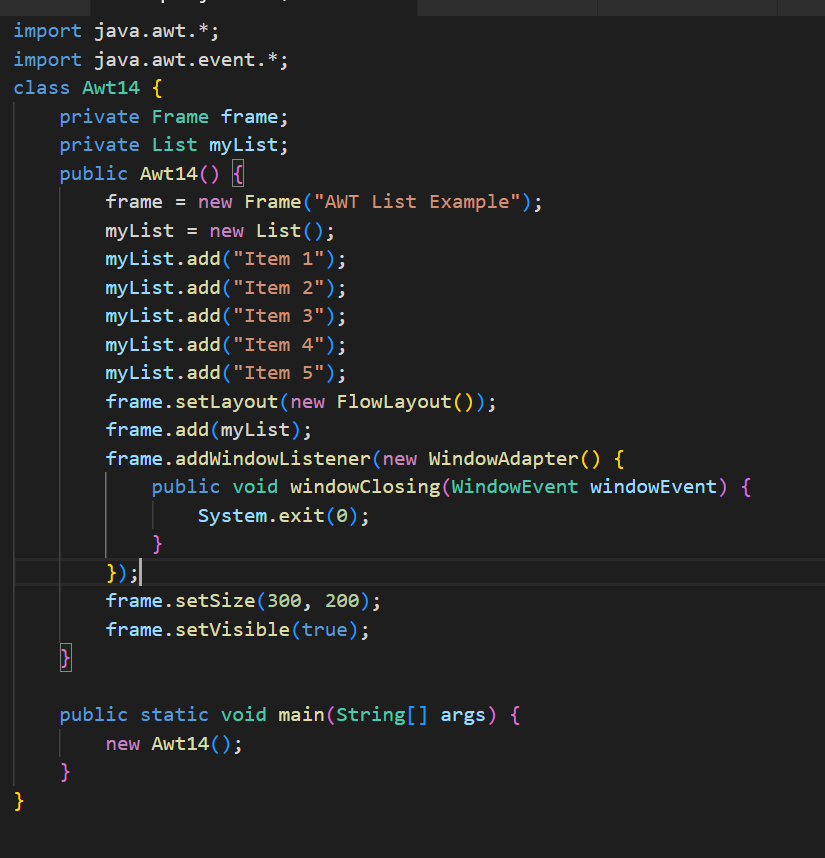 import java.awt.*;
import java.awt.event.*;
class Awt14 {
    private Frame frame;
    private List myList;
    public Awt14() {
        frame = new Frame("AWT List Example");
        myList = new List();
        myList.add("Item 1");
        myList.add("Item 2");
        myList.add("Item 3");
        myList.add("Item 4");
        myList.add("Item 5");
        frame.setLayout(new FlowLayout());
        frame.add(myList);
        frame.addWindowListener(new WindowAdapter() {
            public void windowClosing(WindowEvent windowEvent) {
                System.exit(0);
            }
        });
        frame.setSize(300, 200);
        frame.setVisible(true);
    }

    public static void main(String[] args) {
        new Awt14();
    }
}